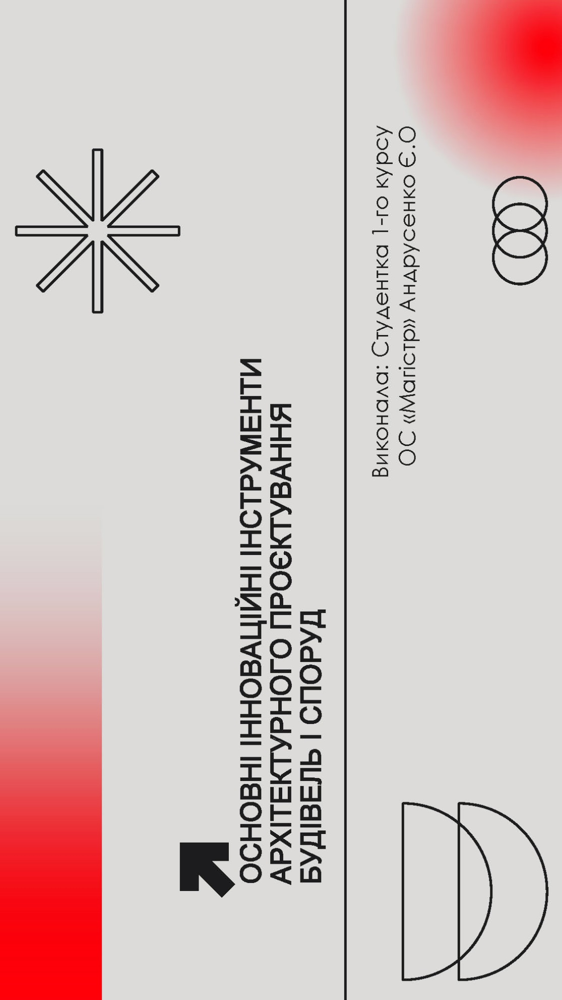 ОСНОВНІ ІННОВАЦІЙНІ ІНСТРУМЕНТИ
АРХІТЕКТУРНОГО ПРОЄКТУВАННЯ
БУДІВЕЛЬ І СПОРУД
Виконала: Студентка 1-го курсу
ОС «Магістр» Андрусенко Є.О